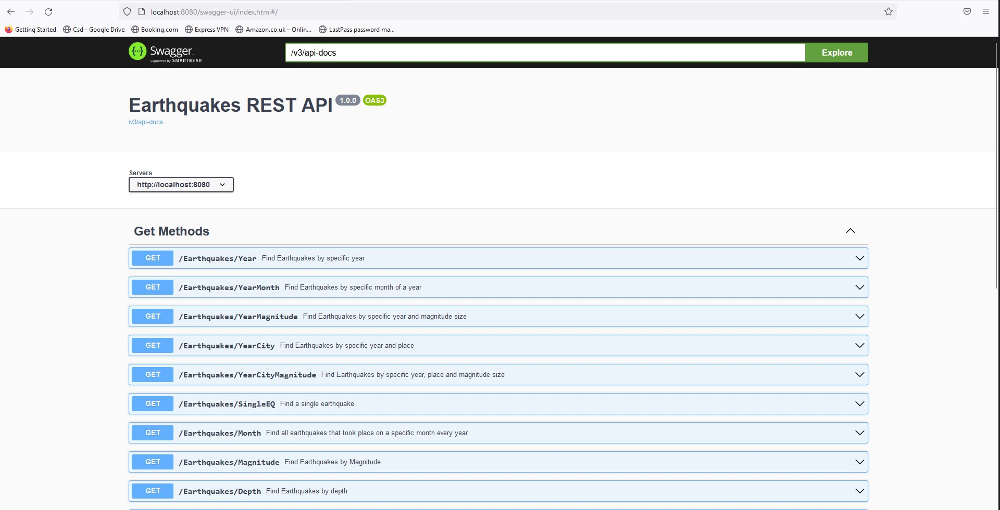 localhost:8080/swagger-ui/index.html#/
Getting Started Csd - Google Drive Booking.com Express VPN Amazon.co.uk – Onlin... LastPass password ma...
Swagger.
Supported by SMARTBEAR
/v3/api-docs
Explore
Earthquakes REST API 1.0.0 OAS3
/v3/api-docs
Servers
http://localhost:8080
Get Methods
GET /Earthquakes/Year Find Earthquakes by specific year
GET /Earthquakes/YearMonth Find Earthquakes by specific month of a year
GET /Earthquakes/YearMagnitude Find Earthquakes by specific year and magnitude size
GET /Earthquakes/YearCity Find Earthquakes by specific year and place
GET /Earthquakes/YearCityMagnitude Find Earthquakes by specific year, place and magnitude size
GET /Earthquakes/SingleEQ Find a single earthquake
GET /Earthquakes/Month Find all earthquakes that took place on a specific month every year
GET /Earthquakes/Magnitude Find Earthquakes by Magnitude
GET /Earthquakes/Depth Find Earthquakes by depth